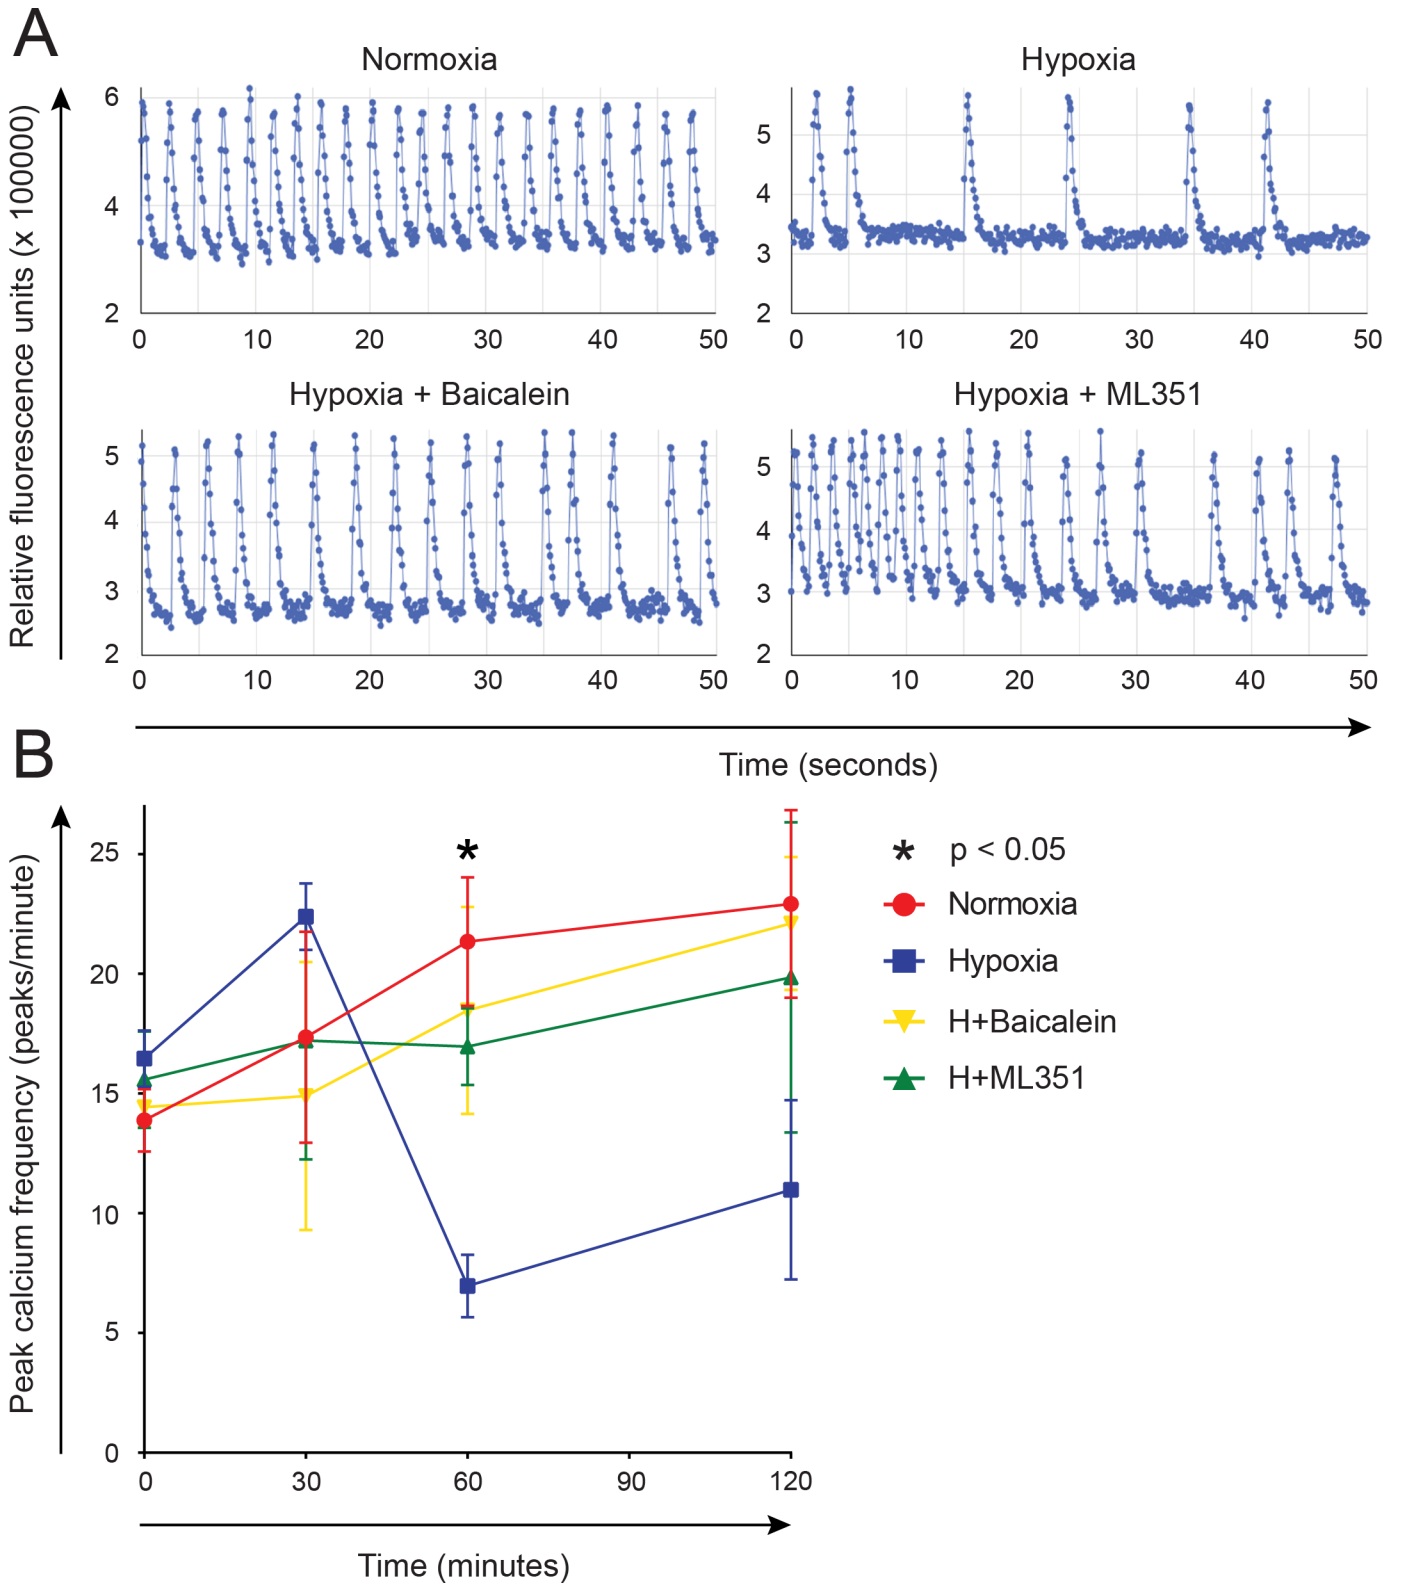 A
Normoxia
Hypoxia
Relative fluorescence units (x 100000)
6
4
2
0 10 20 30 40 50
5
4
3
2
0 10 20 30 40 50
Hypoxia + Baicalein
Hypoxia + ML351
5
4
3
2
0 10 20 30 40 50
5
4
3
2
0 10 20 30 40 50
Time (seconds)
B
Peak calcium frequency (peaks/minute)
25
20
15
10
5
0
0 30 60 90 120
Time (minutes)
*
* p < 0.05
Normoxia
Hypoxia
H+Baicalein
H+ML351